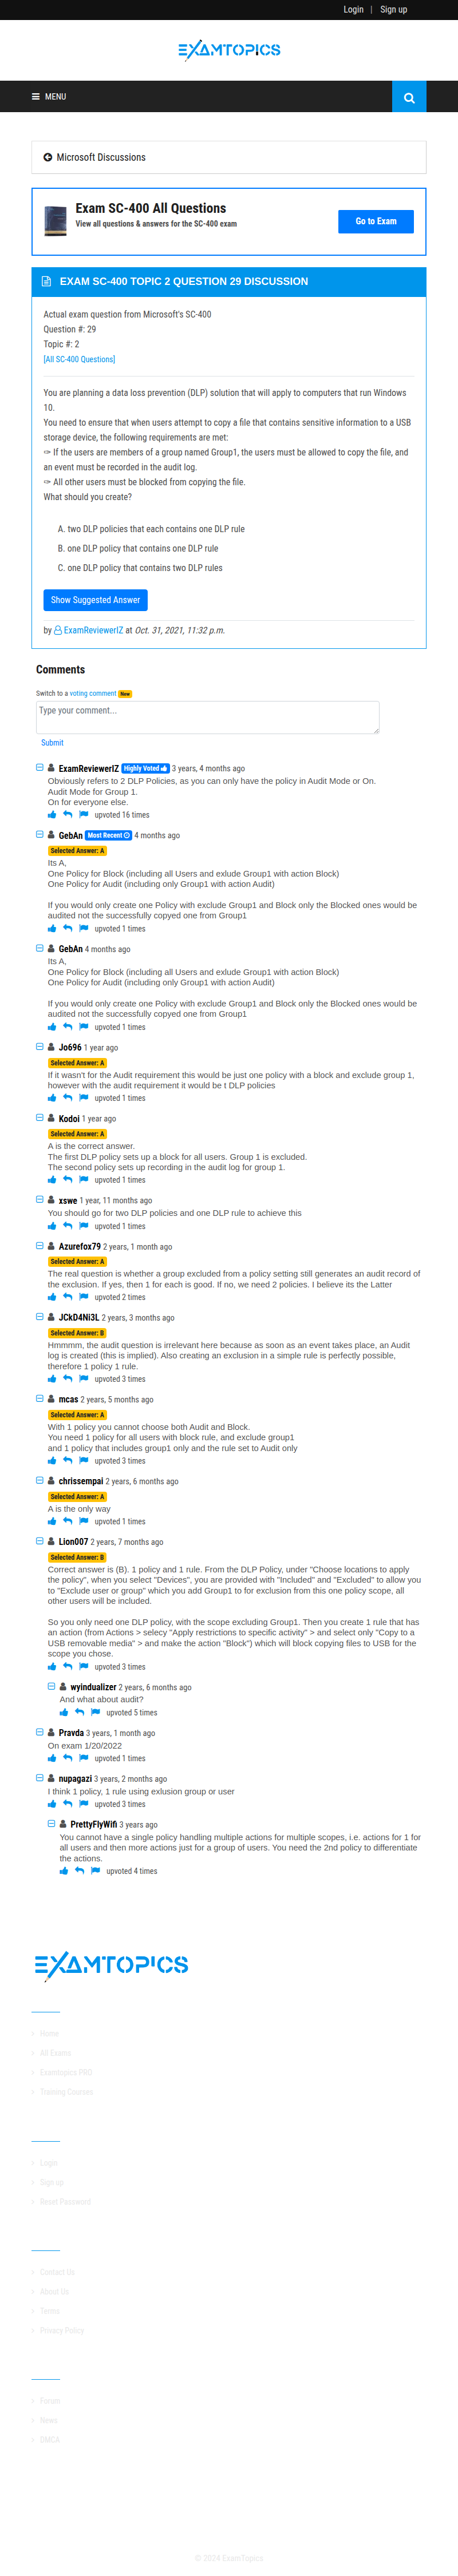 Login | Sign up
EXAMTOPICS
MENU
Microsoft Discussions
Exam SC-400 All Questions
View all questions & answers for the SC-400 exam
Go to Exam
EXAM SC-400 TOPIC 2 QUESTION 29 DISCUSSION
Actual exam question from Microsoft's SC-400
Question #: 29
Topic #: 2
[All SC-400 Questions]
You are planning a data loss prevention (DLP) solution that will apply to computers that run Windows
10.
You need to ensure that when users attempt to copy a file that contains sensitive information to a USB
storage device, the following requirements are met:
✑ If the users are members of a group named Group1, the users must be allowed to copy the file, and
an event must be recorded in the audit log.
✑ All other users must be blocked from copying the file.
What should you create?
A. two DLP policies that each contains one DLP rule
B. one DLP policy that contains one DLP rule
C. one DLP policy that contains two DLP rules
Show Suggested Answer
by ExamReviewerIZ at Oct. 31, 2021, 11:32 p.m.
Comments
Switch to a voting comment New
Type your comment...
Submit
ExamReviewerIZ Highly Voted 3 years, 4 months ago
Obviously refers to 2 DLP Policies, as you can only have the policy in Audit Mode or On.
Audit Mode for Group 1.
On for everyone else.
upvoted 16 times
GebAn Most Recent 4 months ago
Selected Answer: A
Its A,
One Policy for Block (including all Users and exlude Group1 with action Block)
One Policy for Audit (including only Group1 with action Audit)
If you would only create one Policy with exclude Group1 and Block only the Blocked ones would be
audited not the successfully copyed one from Group1
upvoted 1 times
GebAn 4 months ago
Its A,
One Policy for Block (including all Users and exlude Group1 with action Block)
One Policy for Audit (including only Group1 with action Audit)
If you would only create one Policy with exclude Group1 and Block only the Blocked ones would be
audited not the successfully copyed one from Group1
upvoted 1 times
Jo696 1 year ago
Selected Answer: A
If it wasn't for the Audit requirement this would be just one policy with a block and exclude group 1,
however with the audit requirement it would be t DLP policies
upvoted 1 times
Kodoi 1 year ago
Selected Answer: A
A is the correct answer.
The first DLP policy sets up a block for all users. Group 1 is excluded.
The second policy sets up recording in the audit log for group 1.
upvoted 1 times
xswe 1 year, 11 months ago
You should go for two DLP policies and one DLP rule to achieve this
upvoted 1 times
Azurefox79 2 years, 1 month ago
Selected Answer: A
The real question is whether a group excluded from a policy setting still generates an audit record of
the exclusion. If yes, then 1 for each is good. If no, we need 2 policies. I believe its the Latter
upvoted 2 times
JCkD4Ni3L 2 years, 3 months ago
Selected Answer: B
Hmmmm, the audit question is irrelevant here because as soon as an event takes place, an Audit
log is created (this is implied). Also creating an exclusion in a simple rule is perfectly possible,
therefore 1 policy 1 rule.
upvoted 3 times
mcas 2 years, 5 months ago
Selected Answer: A
With 1 policy you cannot choose both Audit and Block.
You need 1 policy for all users with block rule, and exclude group1
and 1 policy that includes group1 only and the rule set to Audit only
upvoted 3 times
chrissempai 2 years, 6 months ago
Selected Answer: A
A is the only way
upvoted 1 times
Lion007 2 years, 7 months ago
Selected Answer: B
Correct answer is (B). 1 policy and 1 rule. From the DLP Policy, under "Choose locations to apply
the policy", when you select "Devices", you are provided with "Included" and "Excluded" to allow you
to "Exclude user or group" which you add Group1 to for exclusion from this one policy scope, all
other users will be included.
So you only need one DLP policy, with the scope excluding Group1. Then you create 1 rule that has
an action (from Actions > selecy "Apply restrictions to specific activity" > and select only "Copy to a
USB removable media" > and make the action "Block") which will block copying files to USB for the
scope you chose.
upvoted 3 times
wyindualizer 2 years, 6 months ago
And what about audit?
upvoted 5 times
Pravda 3 years, 1 month ago
On exam 1/20/2022
upvoted 1 times
nupagazi 3 years, 2 months ago
I think 1 policy, 1 rule using exlusion group or user
upvoted 3 times
PrettyFlyWifi 3 years ago
You cannot have a single policy handling multiple actions for multiple scopes, i.e. actions for 1 for
all users and then more actions just for a group of users. You need the 2nd policy to differentiate
the actions.
upvoted 4 times
EXAMTOPICS
Home
All Exams
Examtopics PRO
Training Courses
Login
Sign up
Reset Password
Contact Us
About Us
Terms
Privacy Policy
Forum
News
DMCA
© 2024 ExamTopics